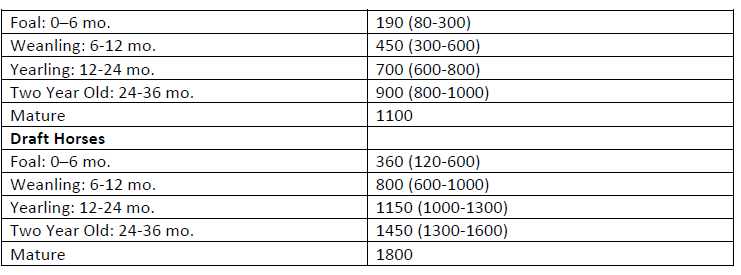 Foal: 0–6 mo. 190 (80-300)
Weanling: 6-12 mo. 450 (300-600)
Yearling: 12-24 mo. 700 (600-800)
Two Year Old: 24-36 mo. 900 (800-1000)
Mature 1100
Draft Horses
Foal: 0–6 mo. 360 (120-600)
Weanling: 6-12 mo. 800 (600-1000)
Yearling: 12-24 mo. 1150 (1000-1300)
Two Year Old: 24-36 mo. 1450 (1300-1600)
Mature 1800